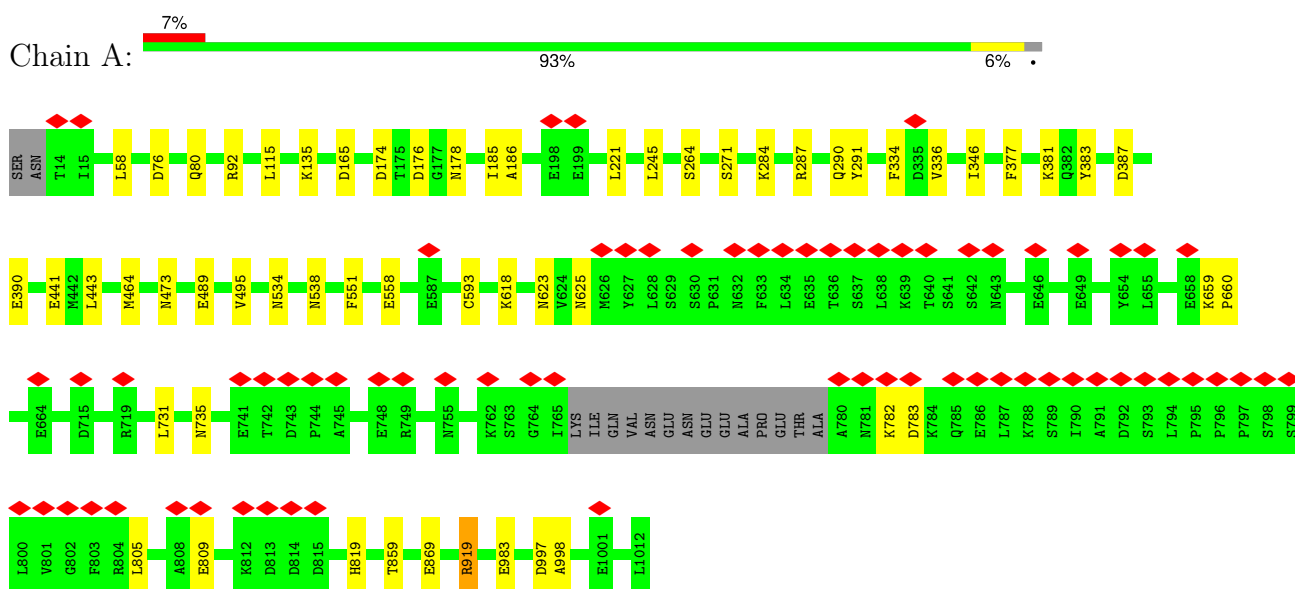 7%
Chain A:
93% 6% •
SER ASN T14 I15 L58 D76 Q80 R92 L115 K135 D165 D174 T175 D176 G177 N178 I185 A186 E198 E199 L221 L245 S264 S271 K284 R287 Q290 Y291 F334 D335 V336 I346 F377 K381 Q382 Y383 D387
E390 E441 M442 L443 M464 N473 E489 V495 N534 N538 F551 E558 E587 C593 K618 N623 V624 N625 M626 Y627 L628 S629 S630 P631 N632 F633 L634 E635 T636 S637 L638 K639 T640 S641 S642 N643 E646 E649 Y654 L655 E658 K659 P660
E664 D715 R719 L731 N735 E741 T742 D743 P744 A745 E748 R749 N755 K762 S763 G764 I765 LYS ILE GLN VAL ASN GLU ASN GLU GLU ALA PRO GLU THR ALA A780 N781 K782 D783 K784 Q785 E786 L787 K788 S789 I790 A791 D792 S793 L794 P795 P796 P797 S798 S799
L800 V801 G802 F803 R804 L805 A808 E809 K812 D813 D814 D815 H819 T859 E869 R919 E983 D997 A998 E1001 L1012